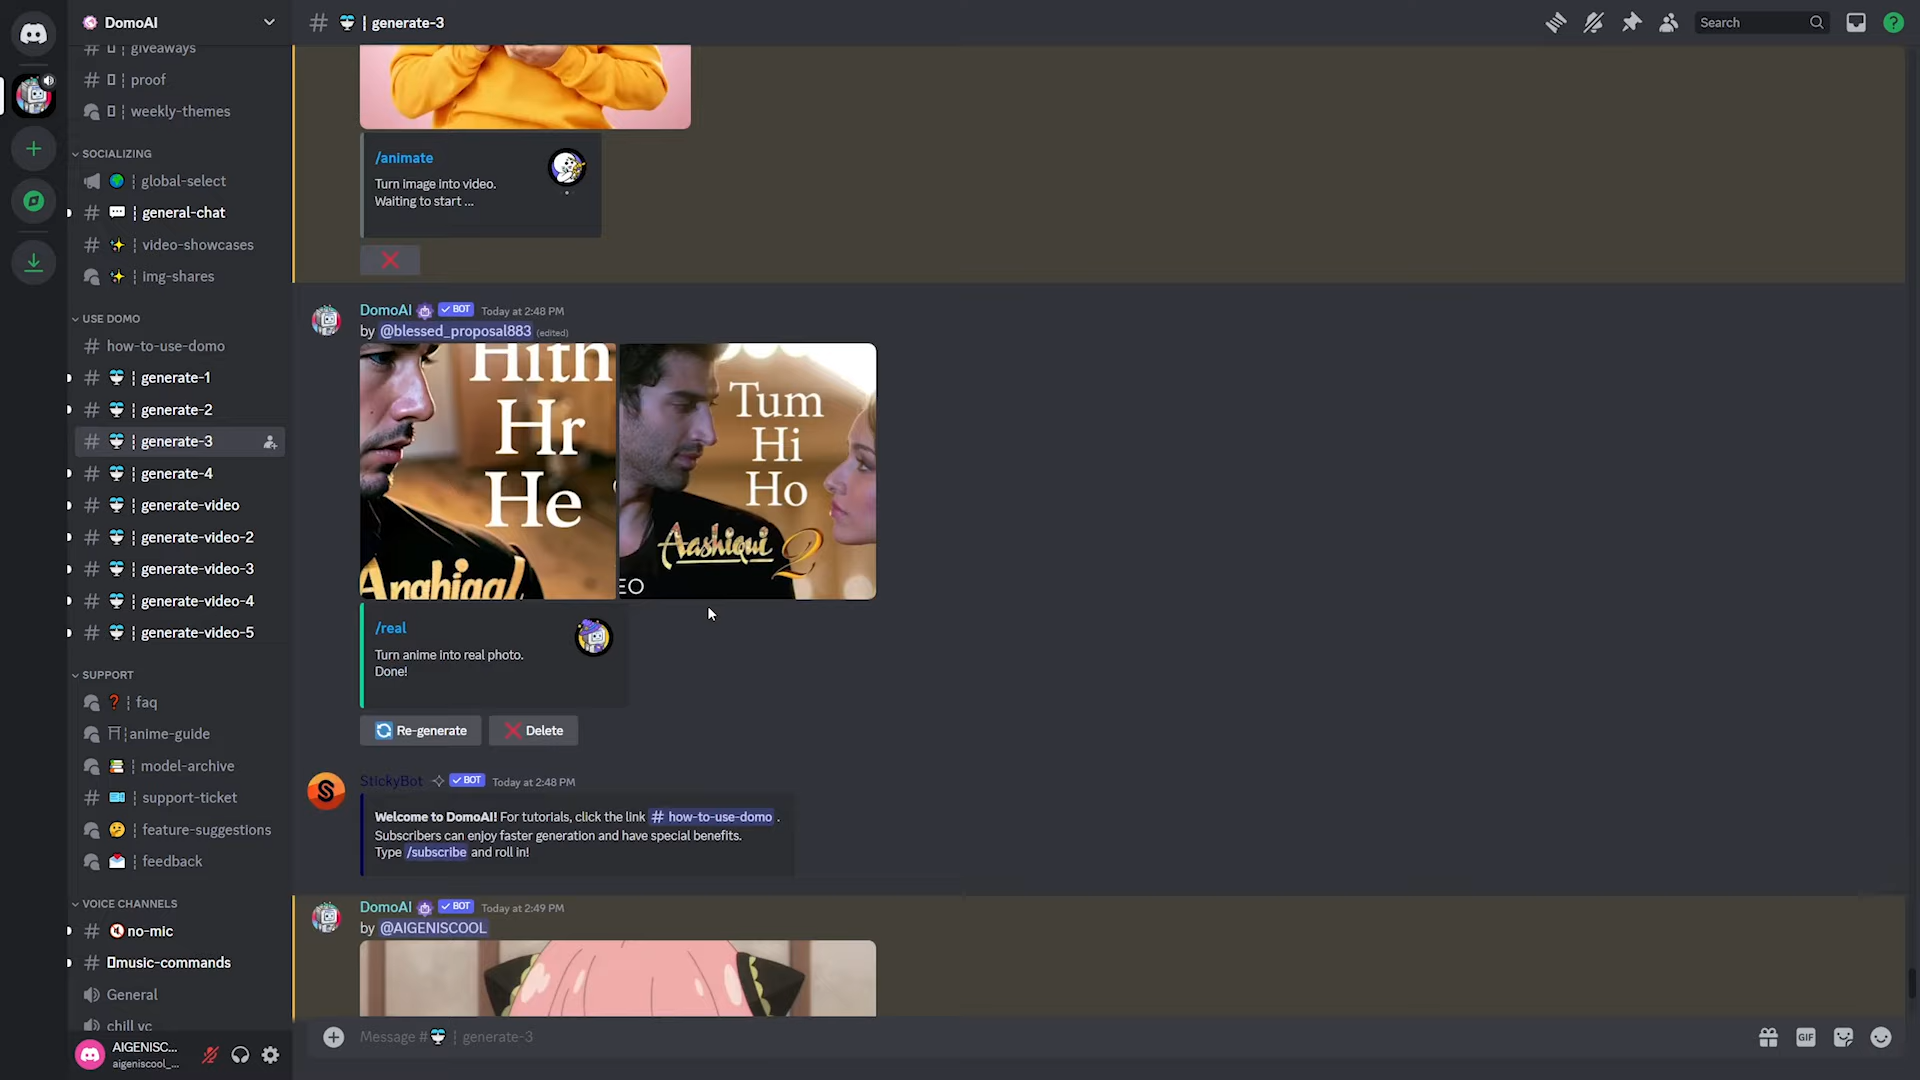 DomoAI
# | generate-3
Search
giveaways
proof
weekly-themes
SOCIALIZING
global-select
general-chat
video-showcases
img-shares
USE DOMO
how-to-use-domo
generate-1
generate-2
generate-3
generate-4
generate-video
generate-video-2
generate-video-3
generate-video-4
generate-video-5
SUPPORT
faq
anime-guide
model-archive
support-ticket
feature-suggestions
feedback
VOICE CHANNELS
no-mic
music-commands
General
chill vc
AIGENISC...
aigeniscool_...
/animate
Turn image into video.
Waiting to start ...
DomoAI BOT Today at 2:48 PM
by @blessed_proposal883 (edited)
Hith
Hr
He
Anghiaal
Tum
Hi
Ho
Aashiqui 2
EO
/real
Turn anime into real photo.
Done!
Re-generate Delete
StickyBot BOT Today at 2:48 PM
Welcome to DomoAI! For tutorials, click the link # how-to-use-domo .
Subscribers can enjoy faster generation and have special benefits.
Type /subscribe and roll in!
DomoAI BOT Today at 2:49 PM
by @AIGENISCOOL
Message # | generate-3
GIF